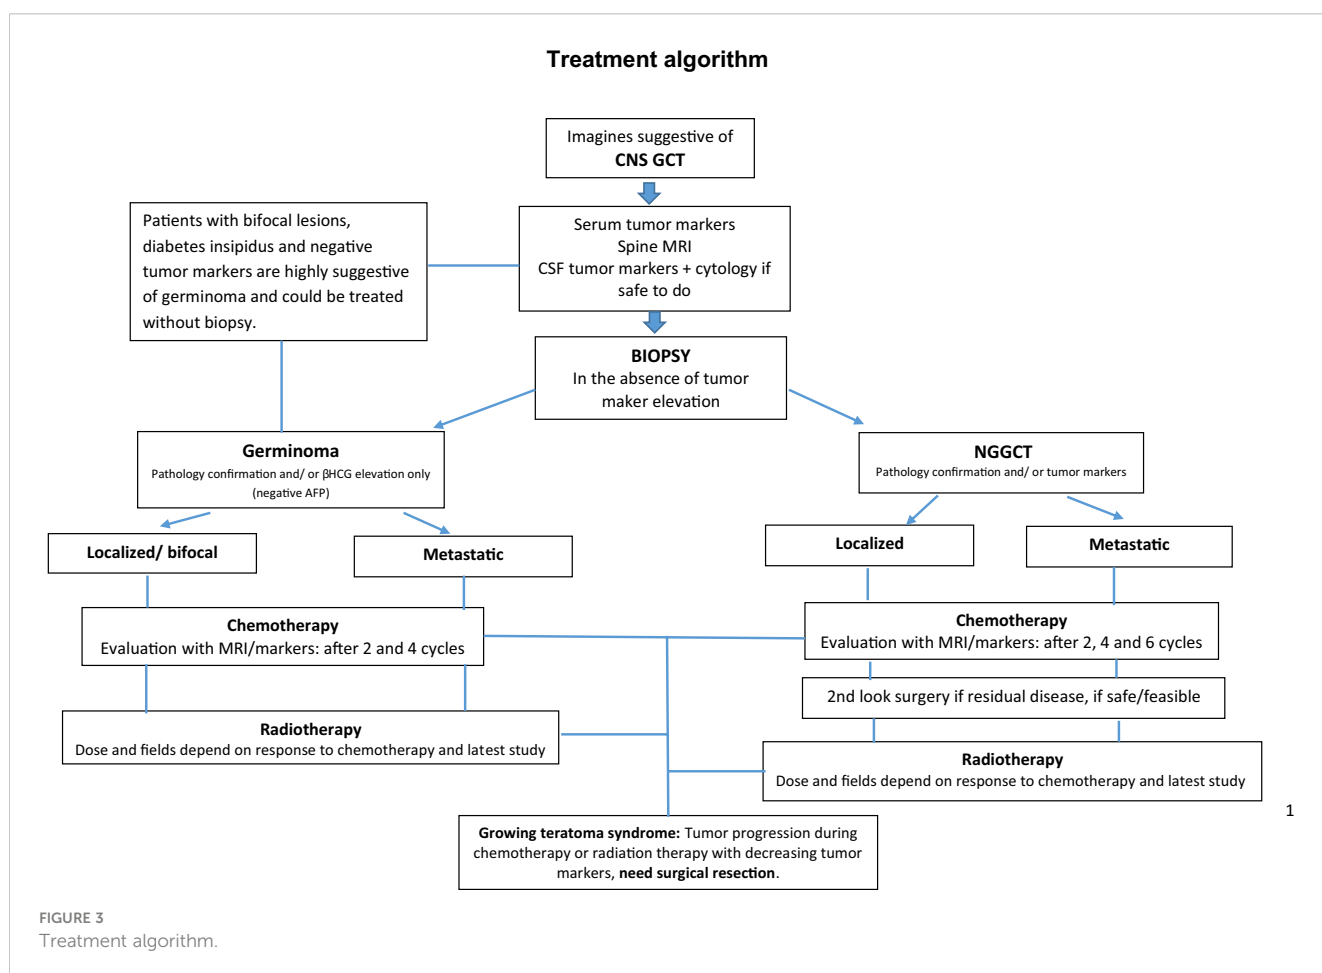 Treatment algorithm
Imagines suggestive of
CNS GCT
Patients with bifocal lesions,
diabetes insipidus and negative
tumor markers are highly suggestive
of germinoma and could be treated
without biopsy.
Serum tumor markers
Spine MRI
CSF tumor markers + cytology if
safe to do
BIOPSY
In the absence of tumor
maker elevation
Germinoma
Pathology confirmation and/ or βHCG elevation only
(negative AFP)
NGGCT
Pathology confirmation and/ or tumor markers
Localized/ bifocal
Metastatic
Localized
Metastatic
Chemotherapy
Evaluation with MRI/markers: after 2 and 4 cycles
Chemotherapy
Evaluation with MRI/markers: after 2, 4 and 6 cycles
2nd look surgery if residual disease, if safe/feasible
Radiotherapy
Dose and fields depend on response to chemotherapy and latest study
Radiotherapy
Dose and fields depend on response to chemotherapy and latest study
1
Growing teratoma syndrome: Tumor progression during
chemotherapy or radiation therapy with decreasing tumor
markers, need surgical resection.
FIGURE 3
Treatment algorithm.